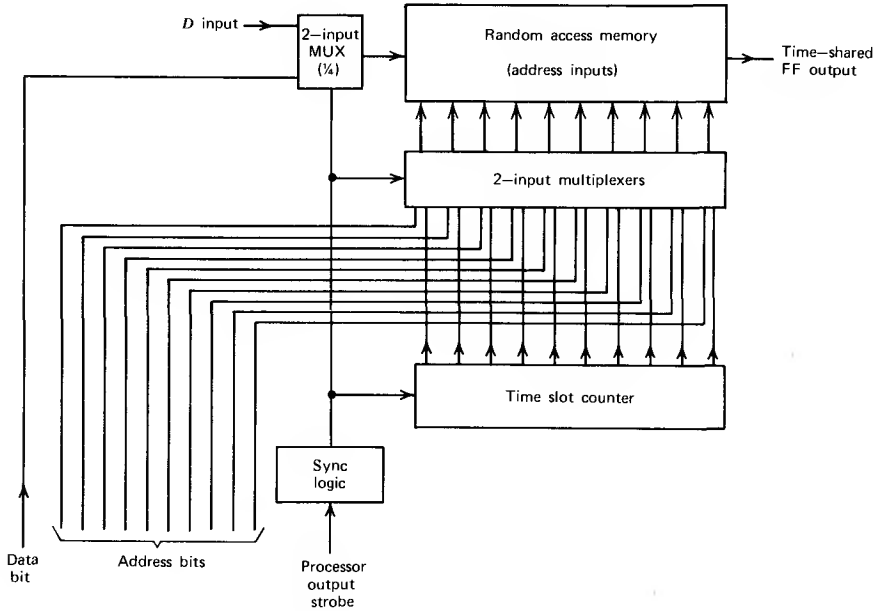 D input
2–input
MUX
(¼)
Random access memory
(address inputs)
Time–shared
FF output
2–input multiplexers
Time slot counter
Sync
logic
Data
bit
Address bits
Processor
output
strobe